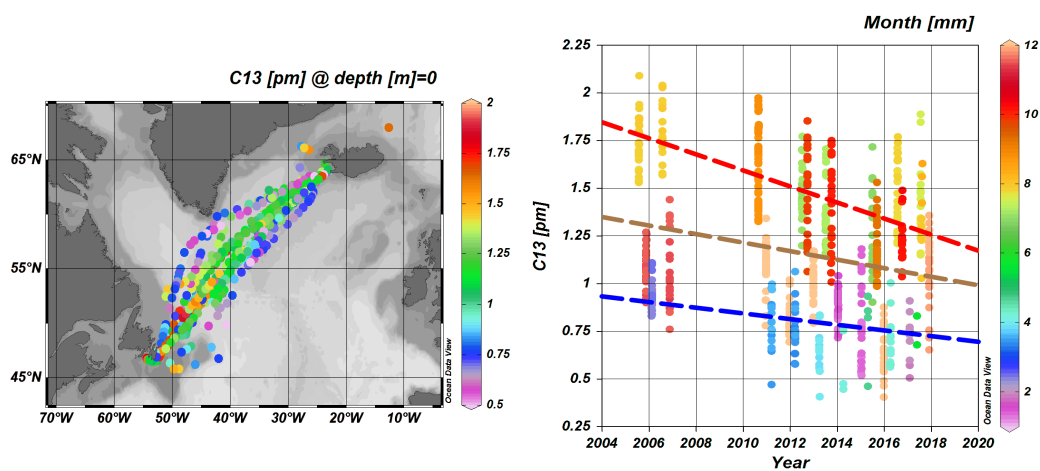 C13 [pm] @ depth [m]=0
65°N
55°N
45°N
70°W 60°W 50°W 40°W 30°W 20°W 10°W
Ocean Data View
2
1.75
1.5
1.25
1
0.75
0.5
Month [mm]
C13 [pm]
2.25
2
1.75
1.5
1.25
1
0.75
0.5
0.25
2004 2006 2008 2010 2012 2014 2016 2018 2020
Year
Ocean Data View
12
10
8
6
4
2